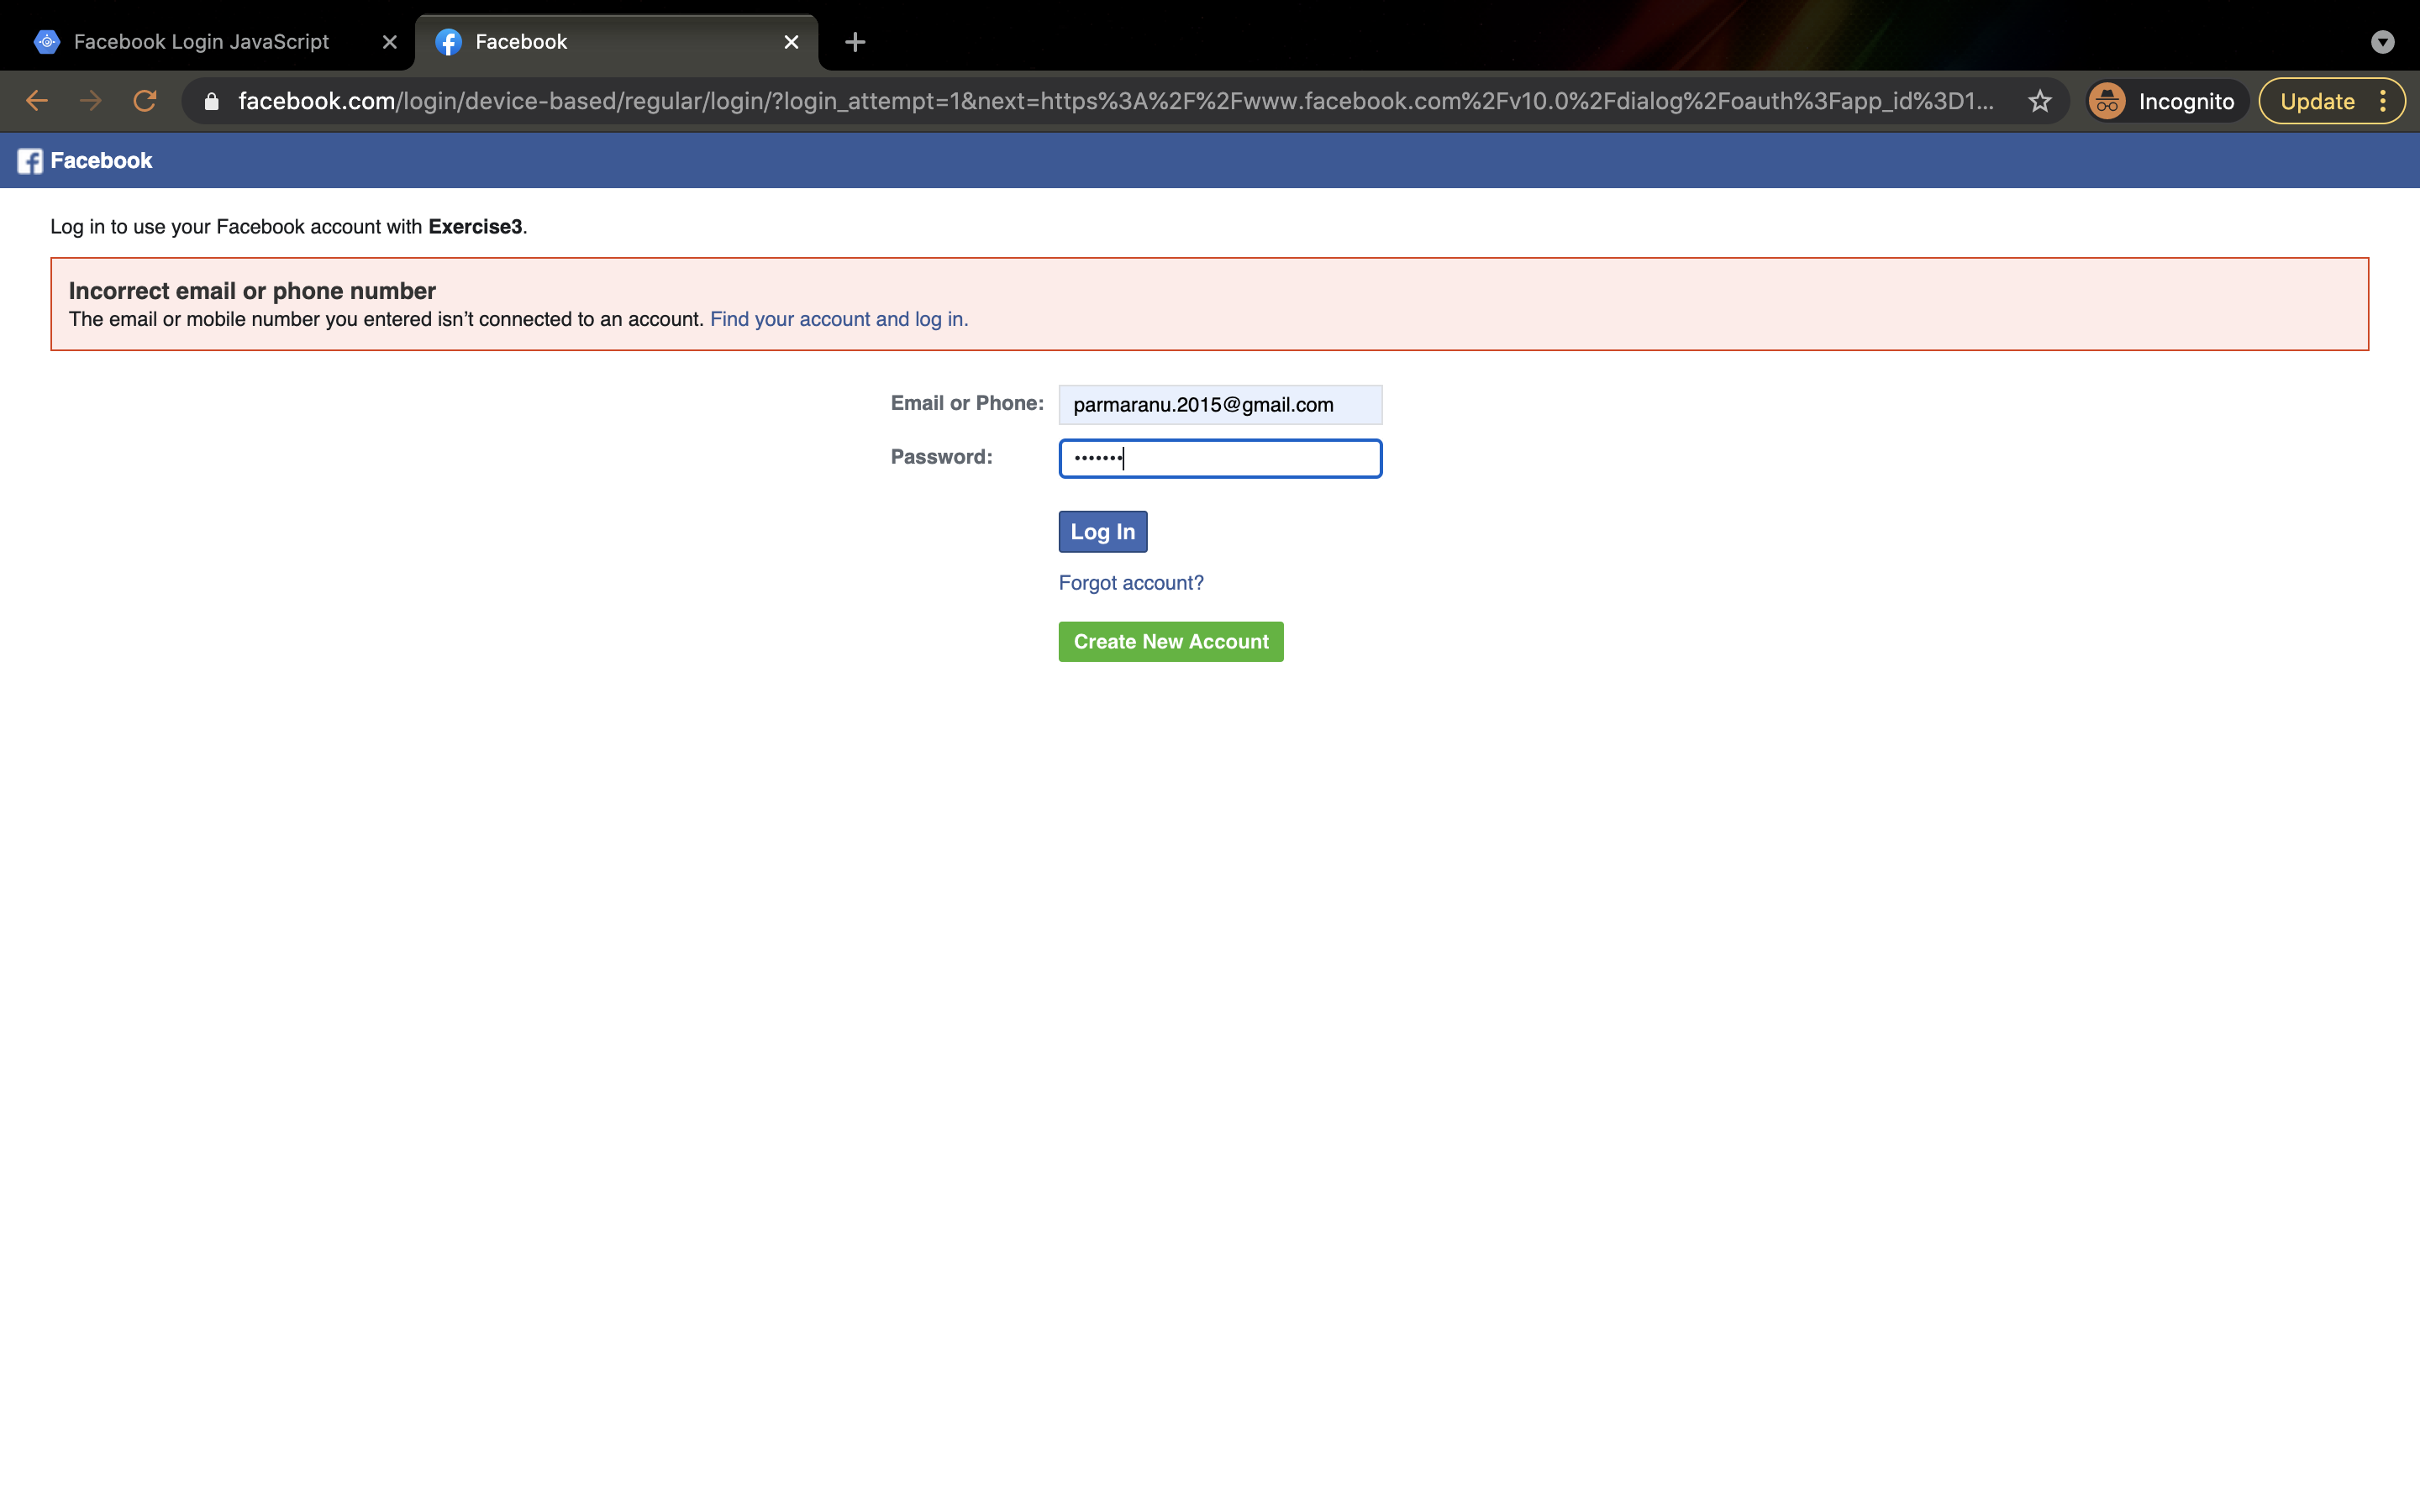 Facebook Login JavaScript
Facebook
facebook.com/login/device-based/regular/login/?login_attempt=1&next=https%3A%2F%2Fwww.facebook.com%2Fv10.0%2Fdialog%2Foauth%3Fapp_id%3D1...
Incognito
Update
Facebook
Log in to use your Facebook account with Exercise3.
Incorrect email or phone number
The email or mobile number you entered isn’t connected to an account. Find your account and log in.
Email or Phone: parmaranu.2015@gmail.com
Password: •••••••
Log In
Forgot account?
Create New Account